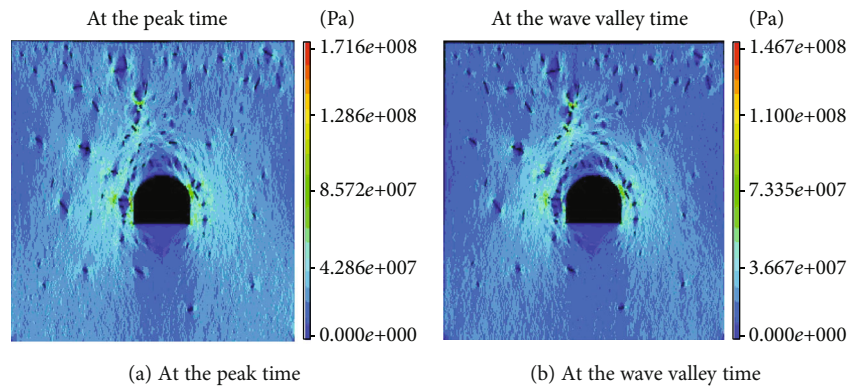 At the peak time
(Pa)
1.716e+008
1.286e+008
8.572e+007
4.286e+007
0.000e+000
(a) At the peak time
At the wave valley time
(Pa)
1.467e+008
1.100e+008
7.335e+007
3.667e+007
0.000e+000
(b) At the wave valley time